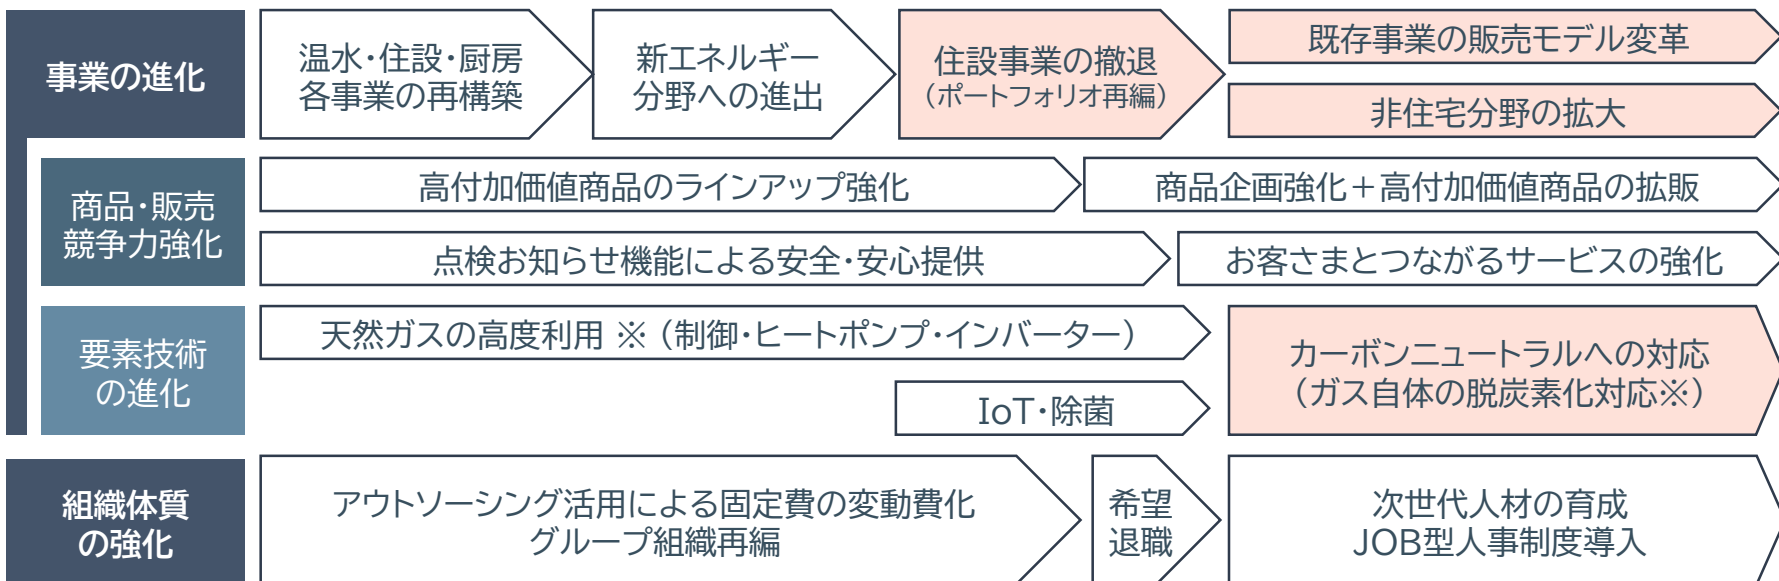 事業の進化
温水・住設・厨房
各事業の再構築
新エネルギー
分野への進出
住設事業の撤退
（ポートフォリオ再編）
既存事業の販売モデル変革
非住宅分野の拡大
商品・販売
競争力強化
高付加価値商品のラインアップ強化
商品企画強化＋高付加価値商品の拡販
点検お知らせ機能による安全・安心提供
お客さまとつながるサービスの強化
要素技術
の進化
天然ガスの高度利用 ※（制御・ヒートポンプ・インバーター）
IoT・除菌
カーボンニュートラルへの対応
（ガス自体の脱炭素化対応※）
組織体質
の強化
アウトソーシング活用による固定費の変動費化
グループ組織再編
希望
退職
次世代人材の育成
JOB型人事制度導入